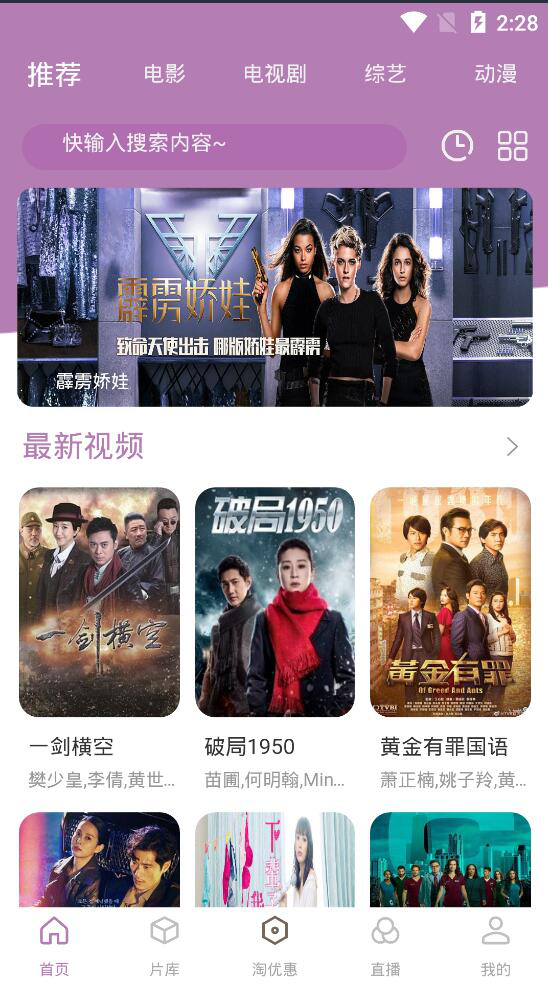 2:28
推荐 电影 电视剧 综艺 动漫
快输入搜索内容~
霹雳娇娃
致命天使出击 哪版娇娃最霹雳
霹雳娇娃
最新视频
一剑横空
破局1950
黄金有罪
Of Greed And Ants
TVB
一剑横空 破局1950 黄金有罪国语
樊少皇,李倩,黄世... 苗圃,何明翰,Min... 萧正楠,姚子羚,黄...
首页 片库 淘优惠 直播 我的